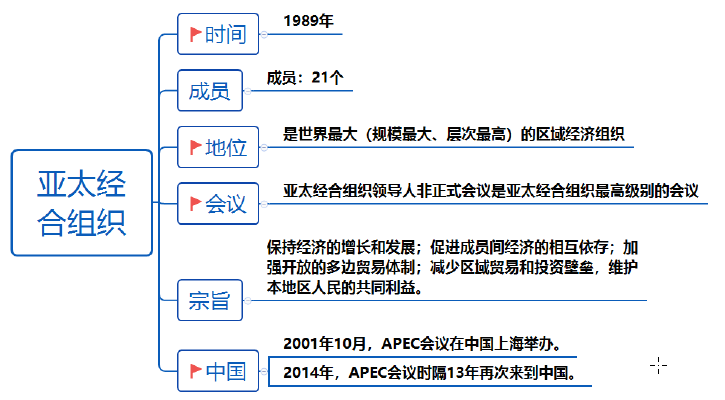 亚太经
合组织
时间
1989年
成员
成员：21个
地位
是世界最大（规模最大、层次最高）的区域经济组织
会议
亚太经合组织领导人非正式会议是亚太经合组织最高级别的会议
宗旨
保持经济的增长和发展；促进成员间经济的相互依存；加
强开放的多边贸易体制；减少区域贸易和投资壁垒，维护
本地区人民的共同利益。
中国
2001年10月，APEC会议在中国上海举办。
2014年，APEC会议时隔13年再次来到中国。